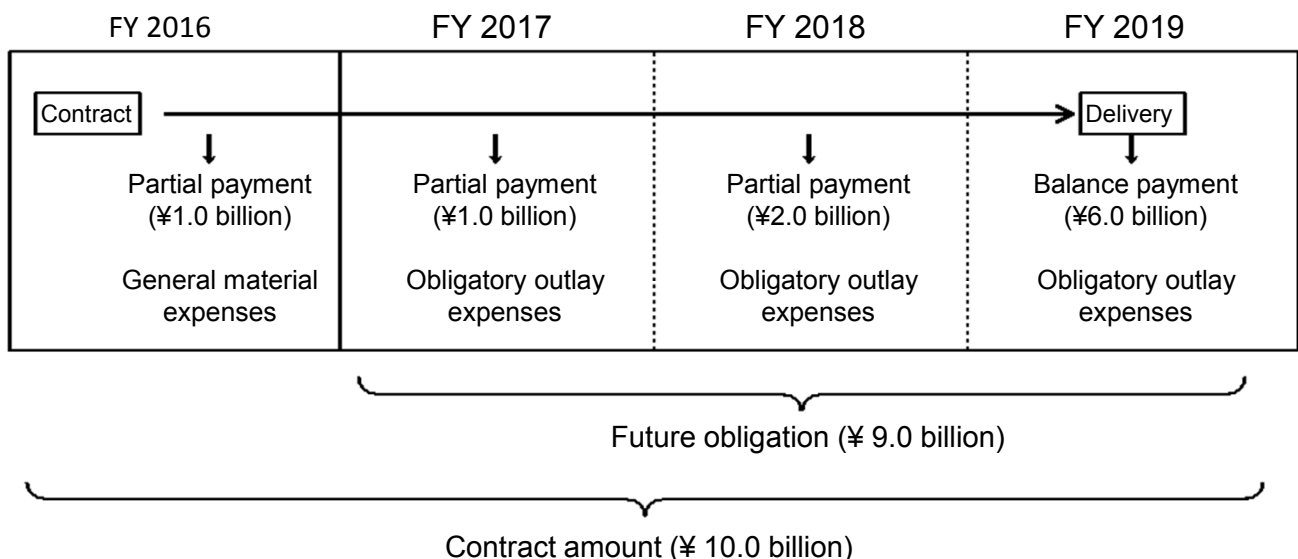 FY 2016
FY 2017
FY 2018
FY 2019
Contract
Delivery
Partial payment
(¥1.0 billion)
General material
expenses
Partial payment
(¥1.0 billion)
Obligatory outlay
expenses
Partial payment
(¥2.0 billion)
Obligatory outlay
expenses
Balance payment
(¥6.0 billion)
Obligatory outlay
expenses
Future obligation (¥ 9.0 billion)
Contract amount (¥ 10.0 billion)